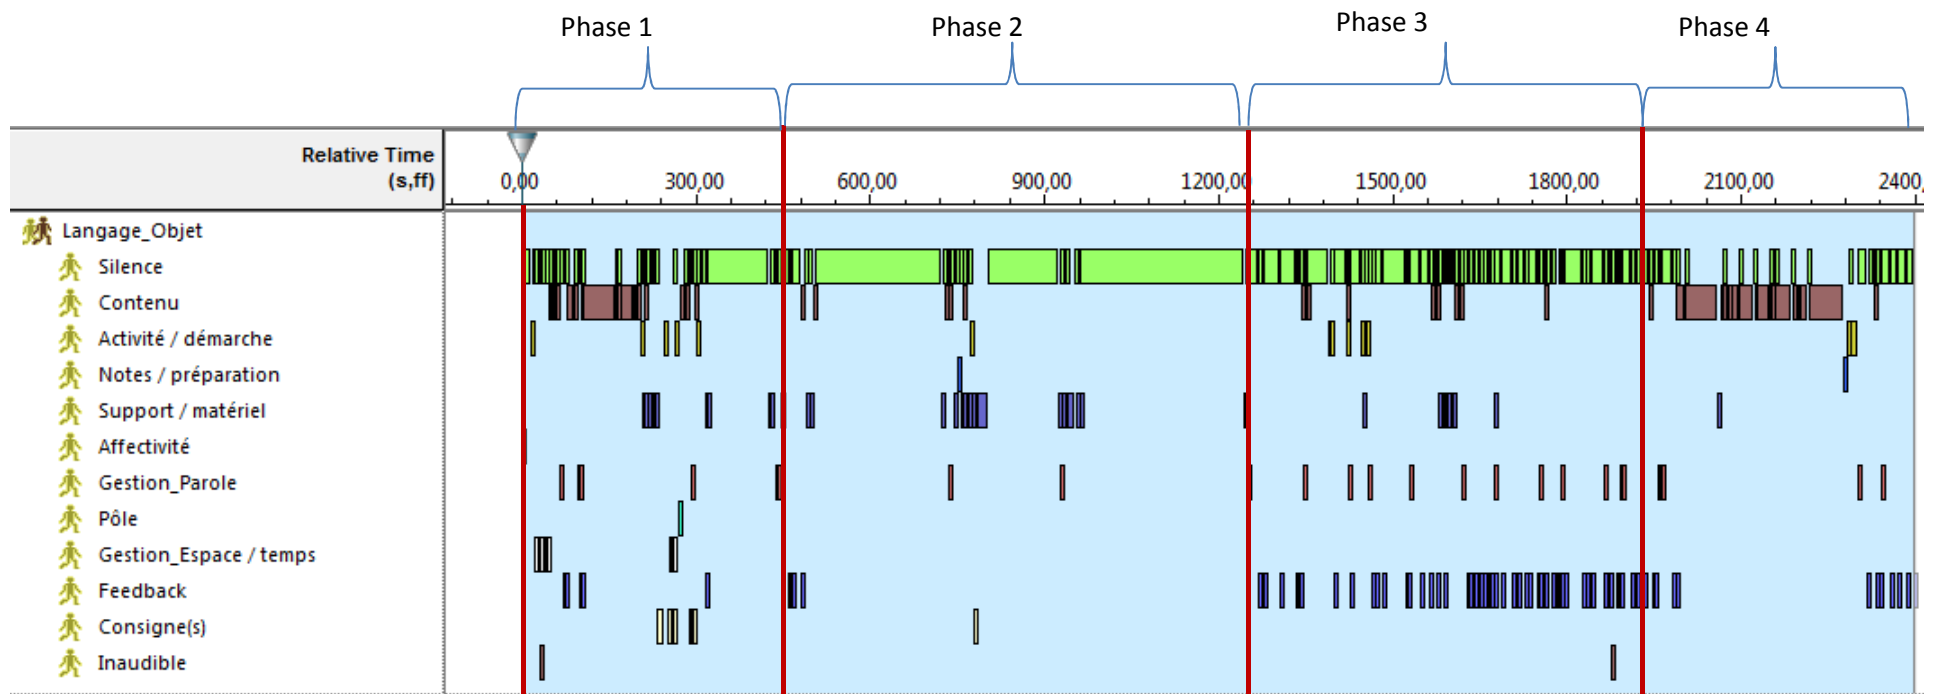 Phase 1
Phase 2
Phase 3
Phase 4
Relative Time
(s,ff)
0,00 300,00 600,00 900,00 1200,00 1500,00 1800,00 2100,00 2400,
Langage_Objet
Silence
Contenu
Activité / démarche
Notes / préparation
Support / matériel
Affectivité
Gestion_Parole
Pôle
Gestion_Espace / temps
Feedback
Consigne(s)
Inaudible